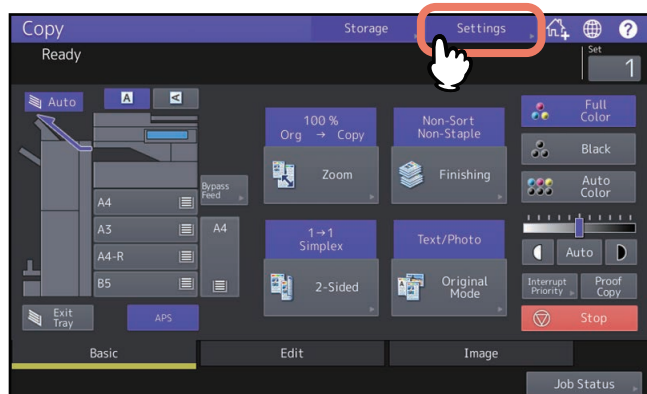 Copy
Storage
Settings
?
Ready
Set
1
Auto
A
A
100 %
Org → Copy
Non-Sort
Non-Staple
Full
Color
Black
Zoom
Finishing
Auto
Color
Bypass
Feed
A4
A3
A4
A4-R
B5
1→1
Simplex
Text/Photo
Auto
2-Sided
Original
Mode
Interrupt
Priority
Proof
Copy
Exit
Tray
APS
Stop
Basic
Edit
Image
Job Status